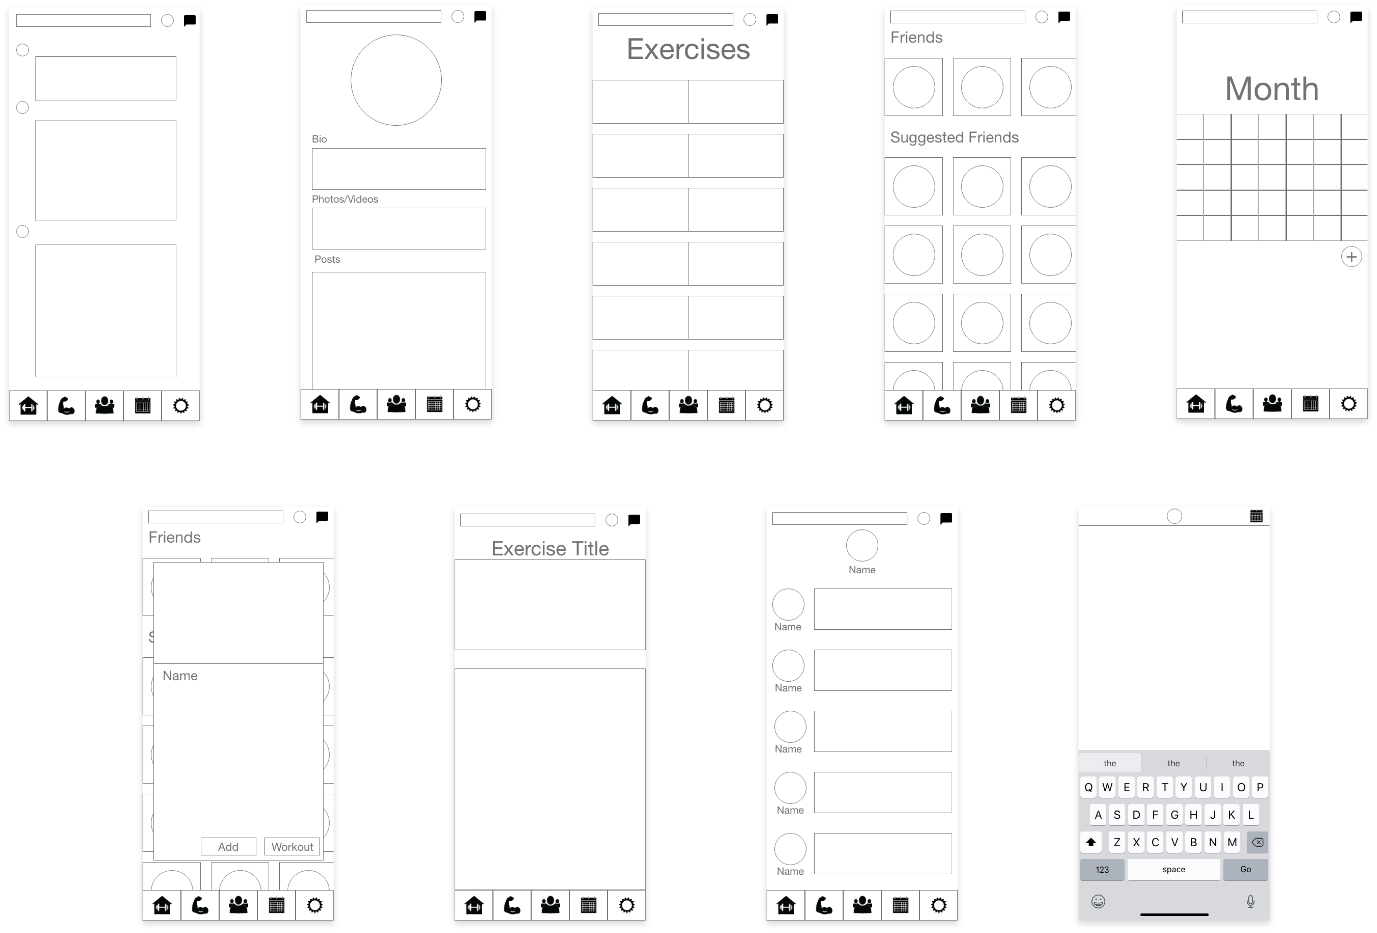 Bio
Photos/Videos
Posts
Exercises
Friends
Suggested Friends
Month
Friends
S
Name
Add Workout
Exercise Title
Name
Name
Name
Name
Name
Name
the the the
Q W E R T Y U I O P
A S D F G H J K L
Z X C V B N M
123 space Go